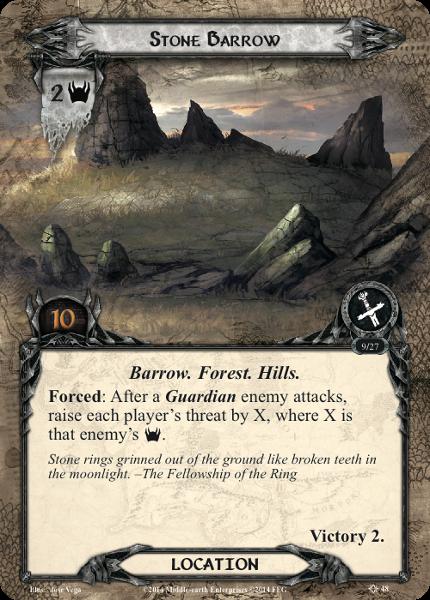 STONE BARROW
2
10
9/27
Barrow. Forest. Hills.
Forced: After a Guardian enemy attacks,
raise each player's threat by X, where X is
that enemy's .
Stone rings grinned out of the ground like broken teeth in
the moonlight. –The Fellowship of the Ring
Victory 2.
LOCATION
©2014 Middle-earth Enterprises ©2014 FFG
48